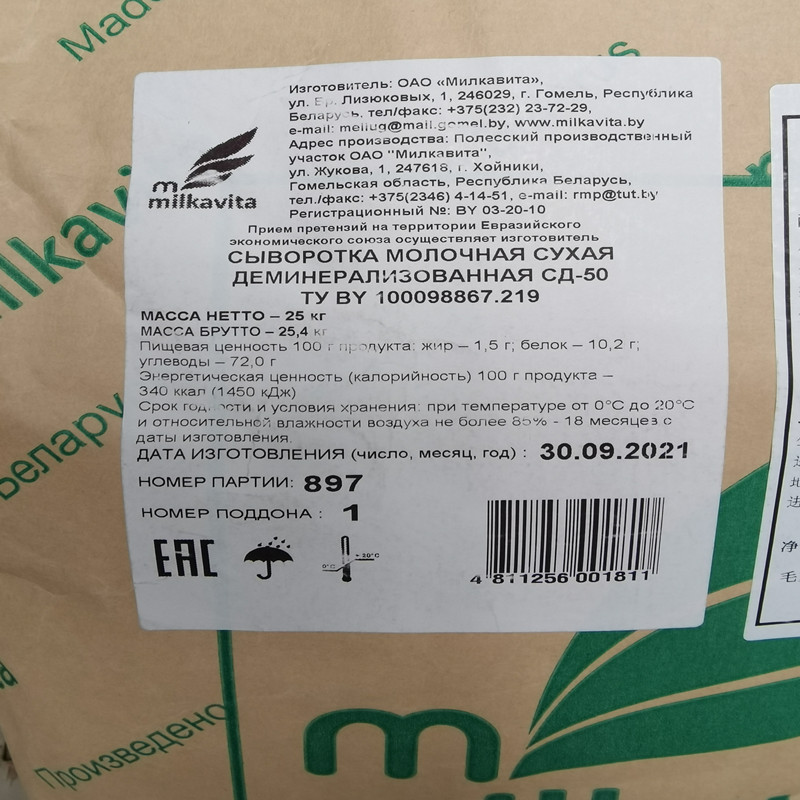 Made
Изготовитель: ОАО «Милкавита»,
ул. Бр. Лизюковых, 1, 246029, г. Гомель, Республика
Беларусь, тел/факс: +375(232) 23-72-29,
e-mail: meilug@mail.gomel.by, www.milkavita.by
Адрес производства: Полесский производственный
участок ОАО "Милкавита",
ул. Жукова, 1, 247618, г. Хойники,
Гомельская область, Республика Беларусь,
тел./факс: +375(2346) 4-14-51, e-mail: rmp@tut.by
Регистрационный №: BY 03-20-10
milkavita
Прием претензий на территории Евразийского
экономического союза осуществляет изготовитель
СЫВОРОТКА МОЛОЧНАЯ СУХАЯ
ДЕМИНЕРАЛИЗОВАННАЯ СД-50
ТУ BY 100098867.219
МАССА НЕТТО – 25 кг
МАССА БРУТТО – 25,4 кг
Пищевая ценность 100 г продукта: жир – 1,5 г; белок – 10,2 г;
углеводы – 72,0 г
Энергетическая ценность (калорийность) 100 г продукта –
340 ккал (1450 кДж)
Срок годности и условия хранения: при температуре от 0°С до 20°С
и относительной влажности воздуха не более 85% - 18 месяцев с
даты изготовления.
ДАТА ИЗГОТОВЛЕНИЯ (число, месяц, год) : 30.09.2021
НОМЕР ПАРТИИ: 897
НОМЕР ПОДДОНА : 1
EAC
0°C
4 811256 001811
净
毛
Произведено
m